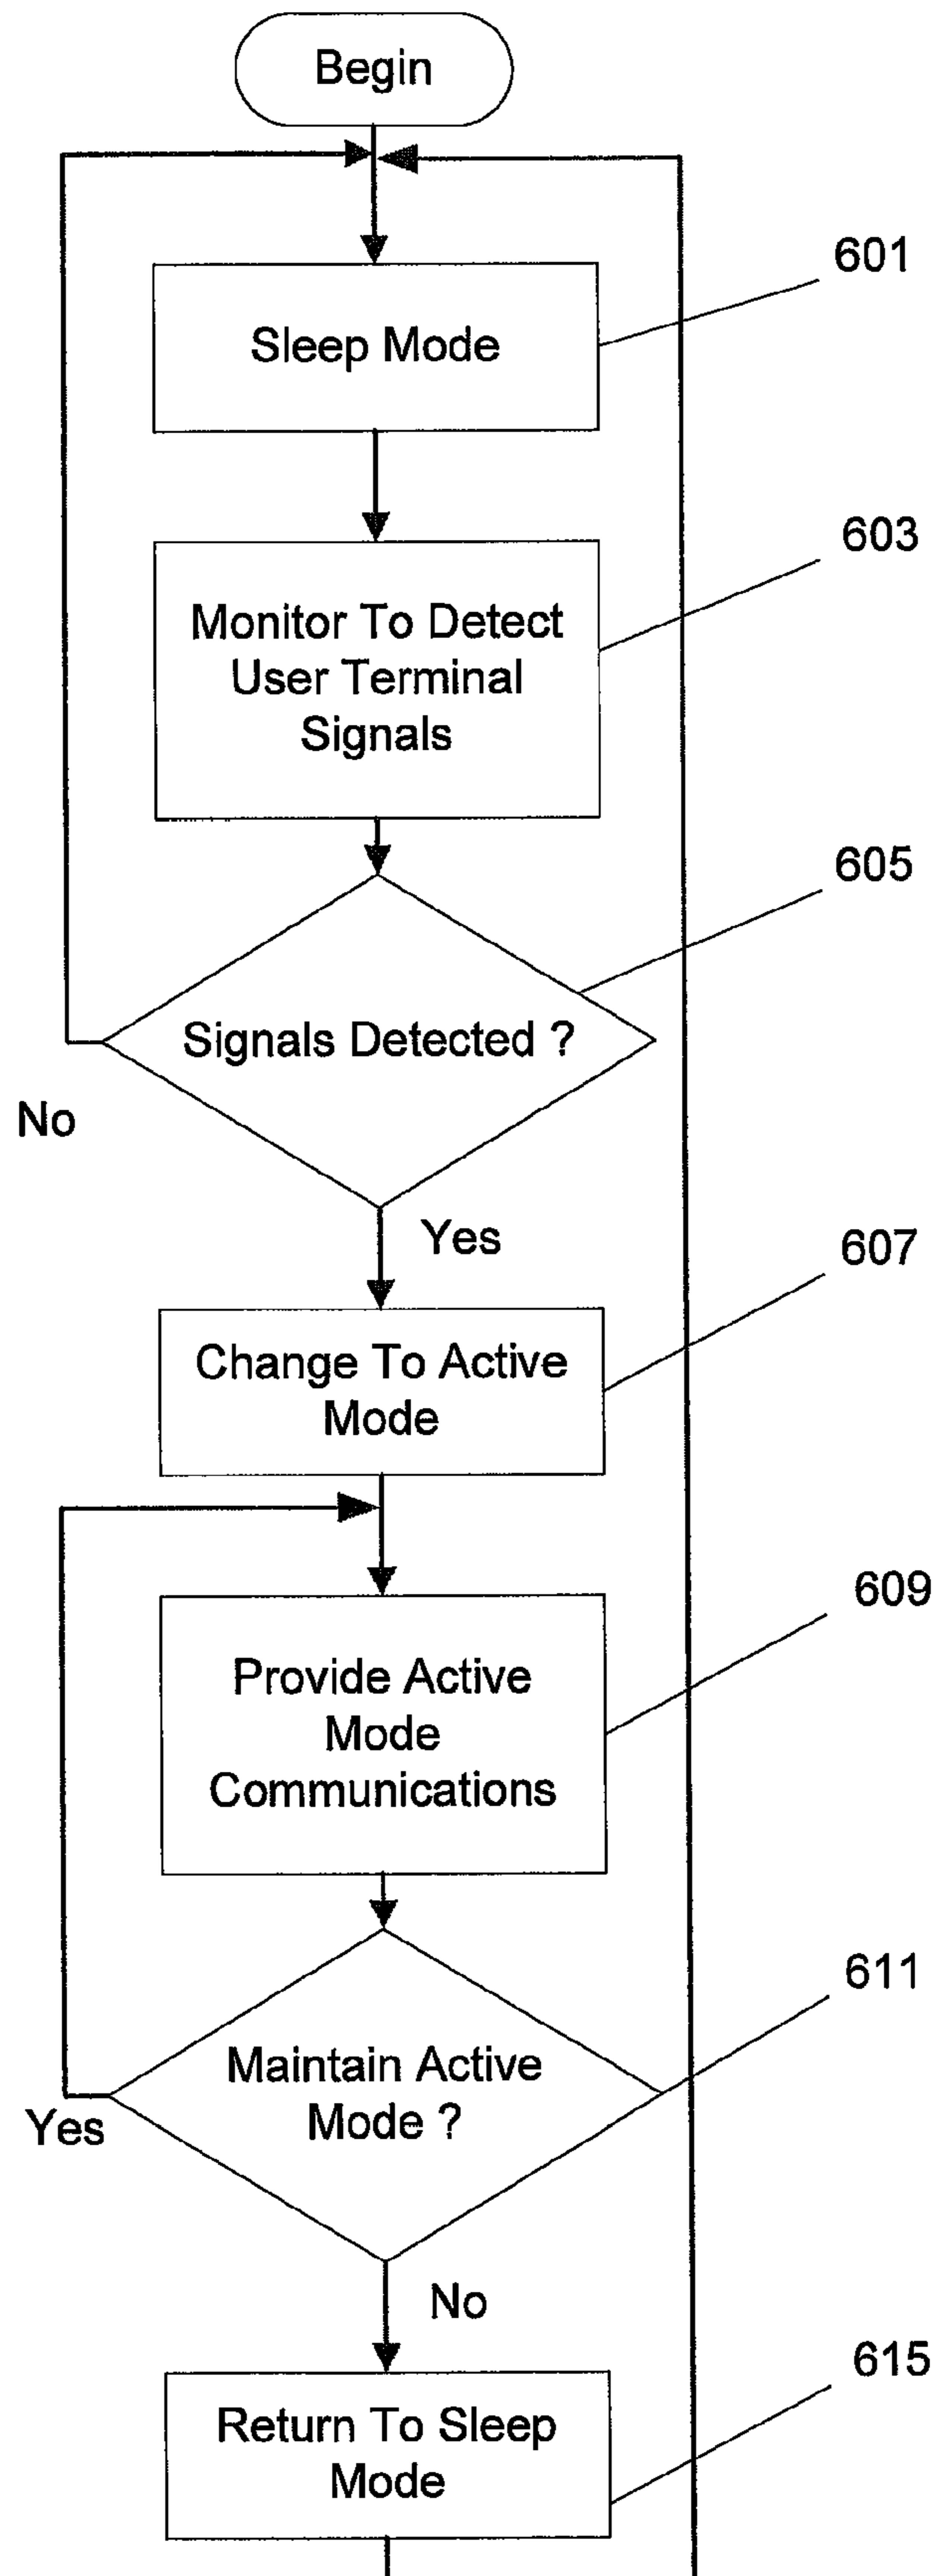 Begin
601
Sleep Mode
603
Monitor To Detect
User Terminal
Signals
605
Signals Detected ?
No
Yes
607
Change To Active
Mode
609
Provide Active
Mode
Communications
611
Maintain Active
Mode ?
Yes
No
615
Return To Sleep
Mode